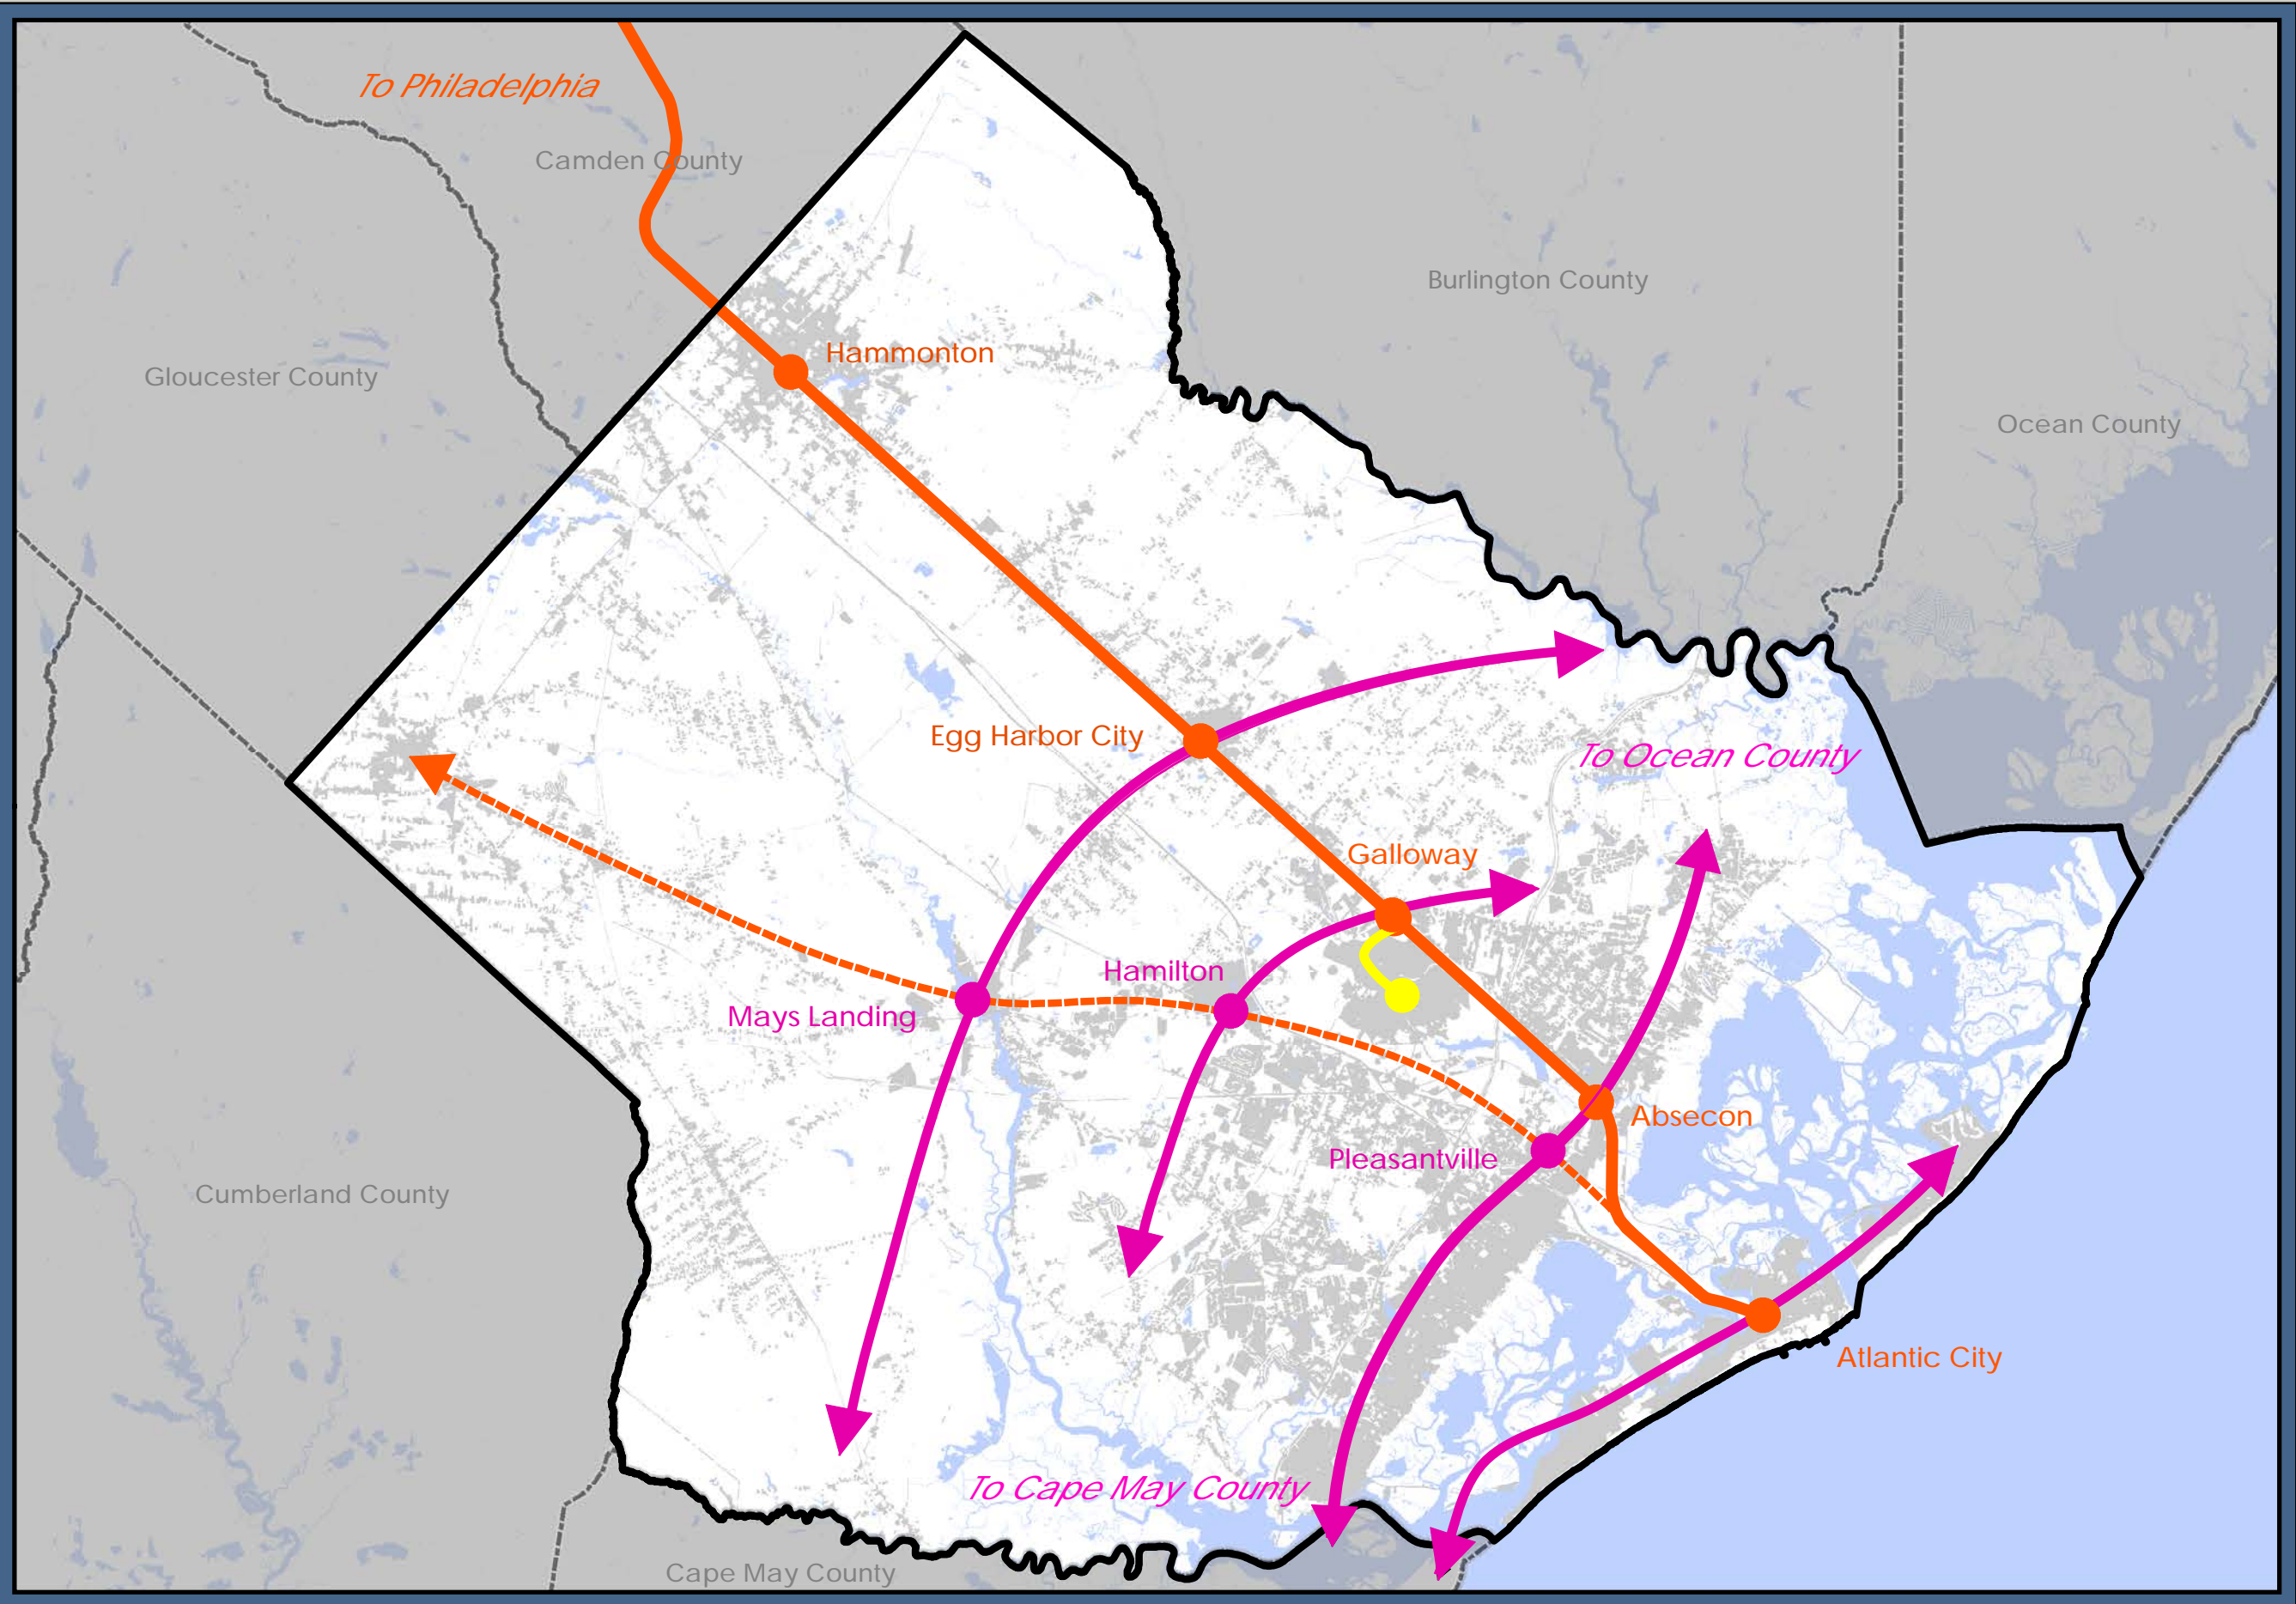 To Philadelphia
Camden County
Burlington County
Hammonton
Gloucester County
Ocean County
Egg Harbor City
To Ocean County
Galloway
Hamilton
Mays Landing
Absecon
Pleasantville
Cumberland County
Atlantic City
To Cape May County
Cape May County